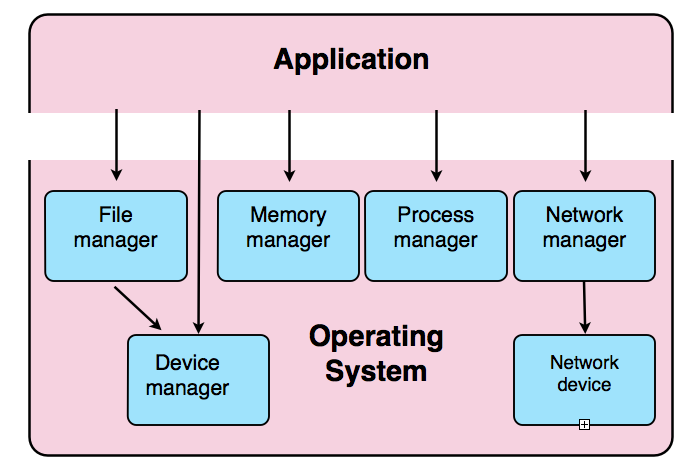 Application
File
manager
Memory
manager
Process
manager
Network
manager
Device
manager
Operating
System
Network
device